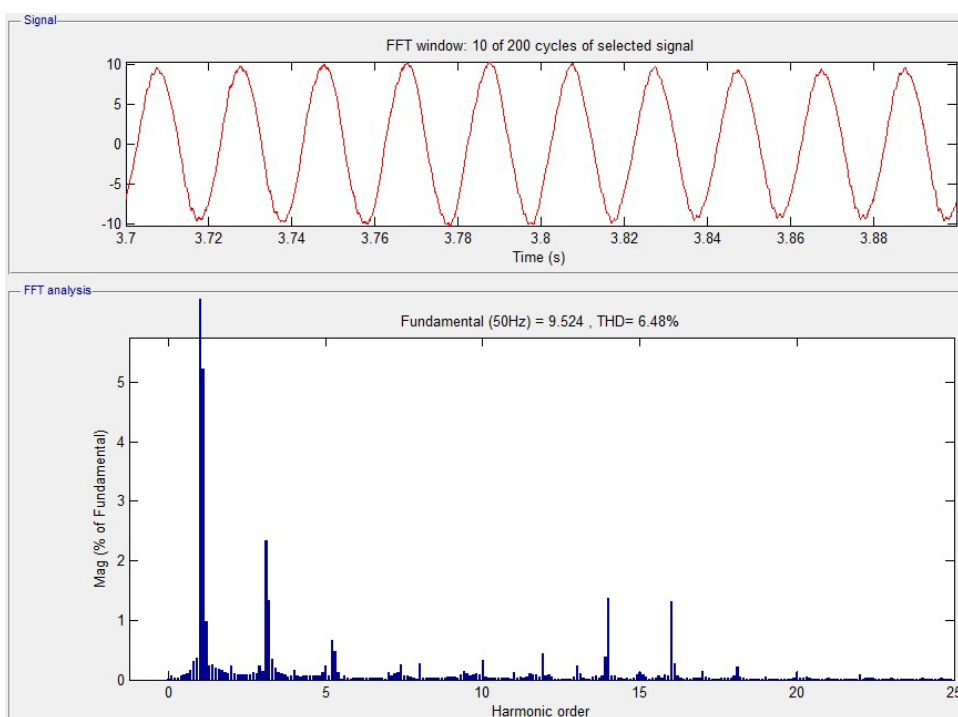 Signal
FFT window: 10 of 200 cycles of selected signal
10
5
0
-5
-10
3.7 3.72 3.74 3.76 3.78 3.8 3.82 3.84 3.86 3.88
Time (s)
FFT analysis
Fundamental (50Hz) = 9.524 , THD= 6.48%
Mag (% of Fundamental)
5
4
3
2
1
0
0 5 10 15 20 25
Harmonic order